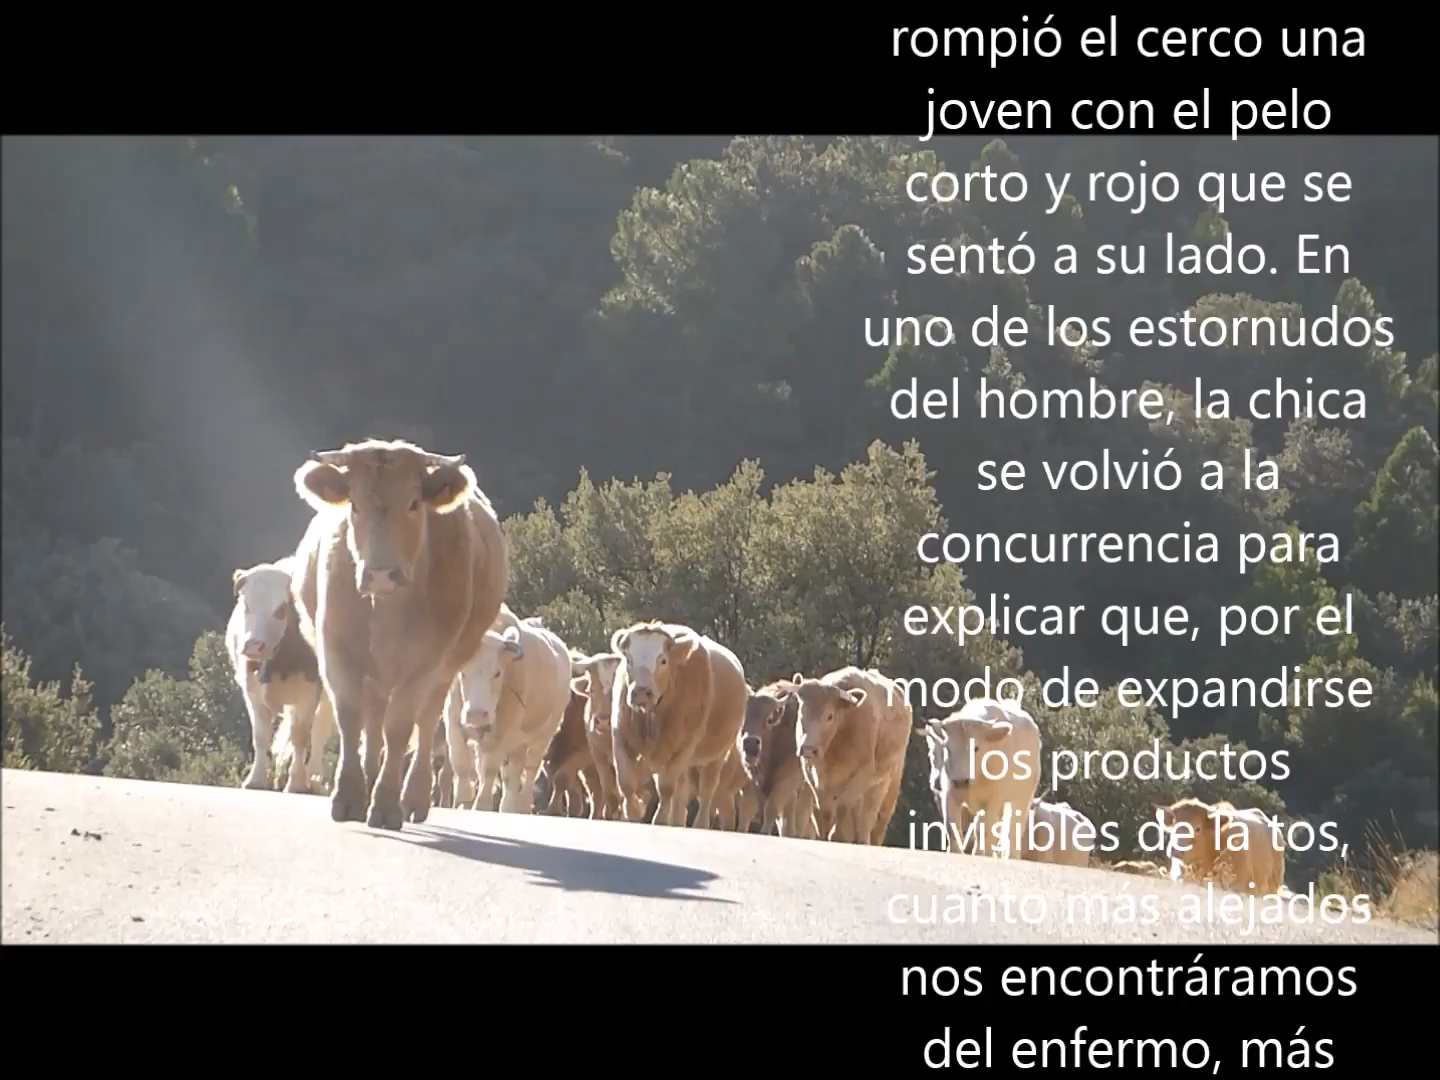 rompió el cerco una
joven con el pelo
corto y rojo que se
sentó a su lado. En
uno de los estornudos
del hombre, la chica
se volvió a la
concurrencia para
explicar que, por el
modo de expandirse
los productos
invisibles de la tos,
cuanto más alejados
nos encontráramos
del enfermo, más